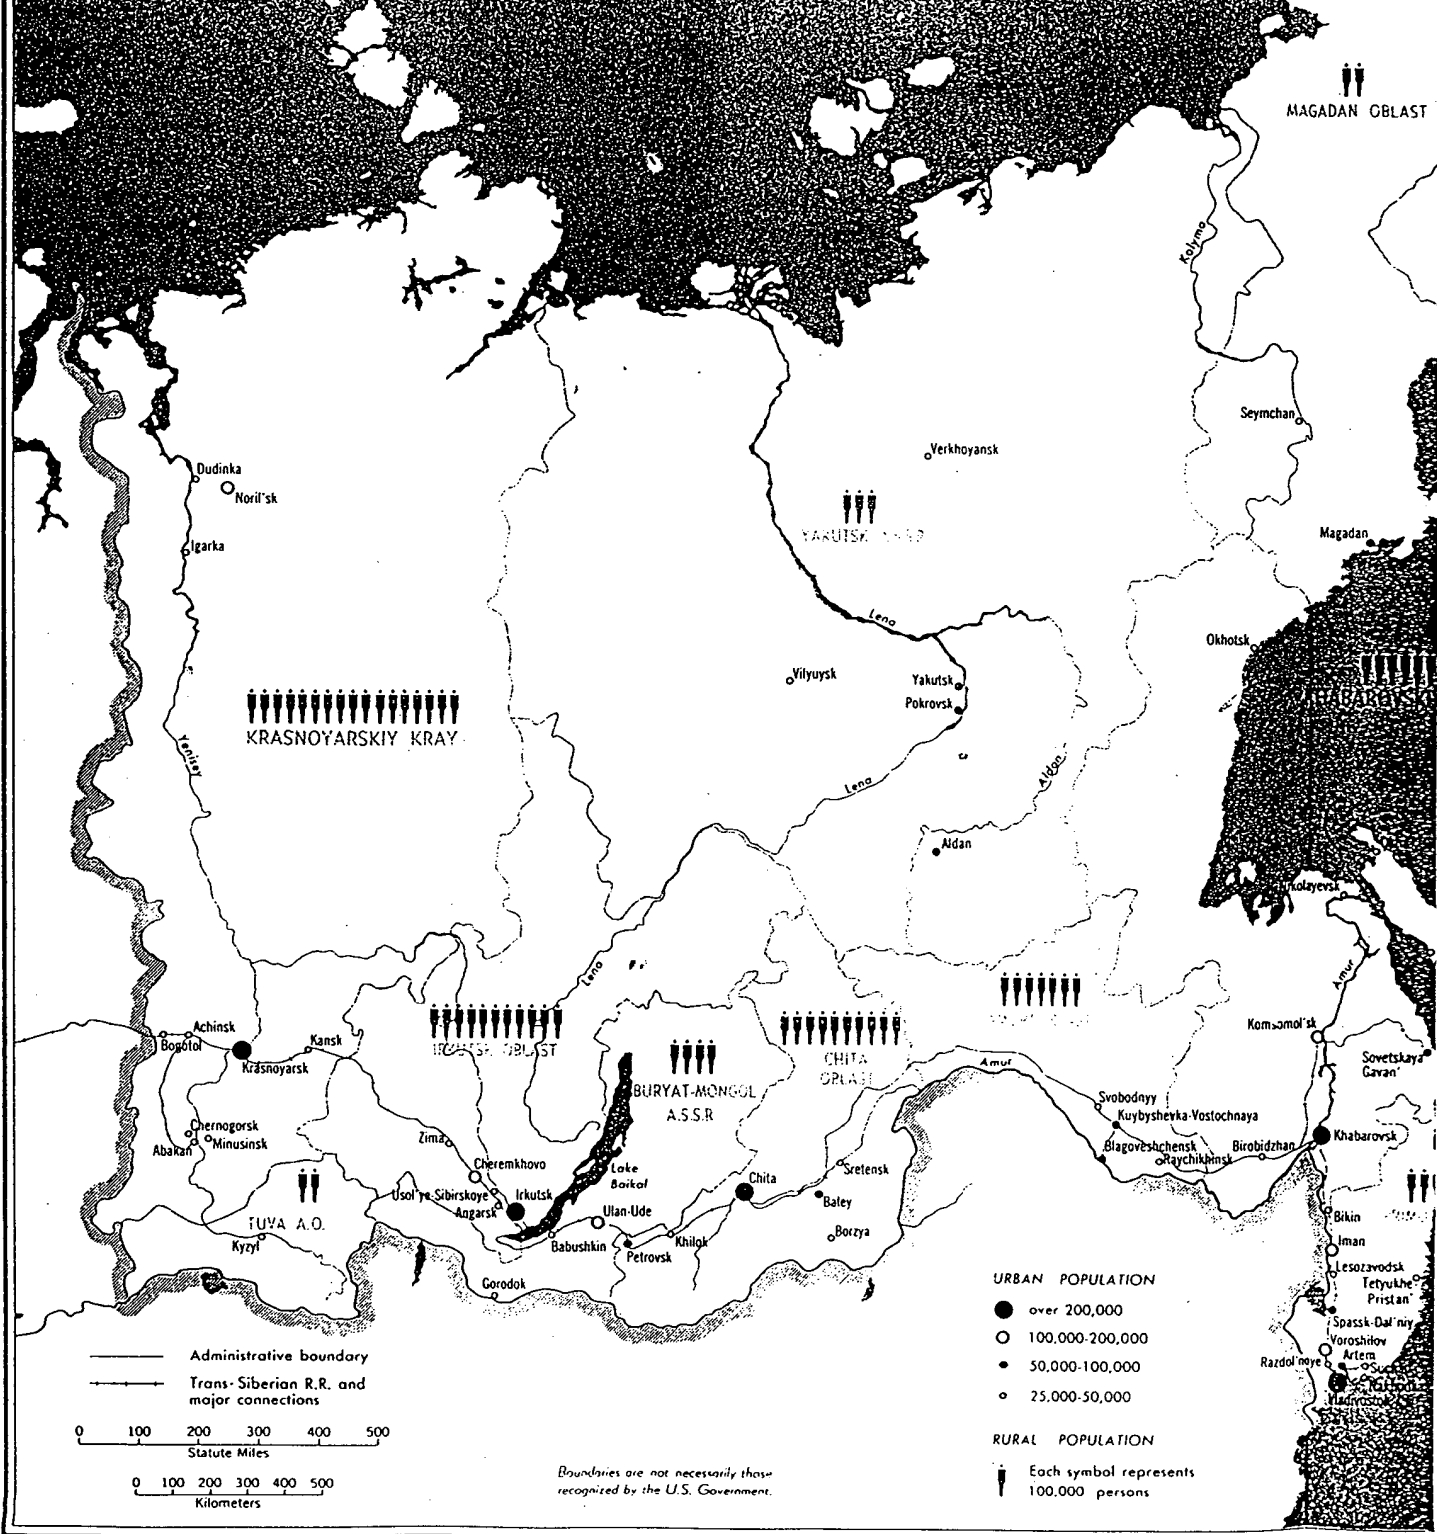 MAGADAN OBLAST
Kolyma
Seymchan
Verkhoyansk
Dudinka
Noril'sk
YAKUTSK
Magadan
Igarka
Lena
Okhotsk
Vilyuysk
Yakutsk
Pokrovsk
KHABAROVSK
KRASNOYARSKIY KRAY
Yenisey
Lena
Aldan
Aldan
Nikolayevsk
Lena
Amur
Achinsk
Bogotol
Kansk
Krasnoyarsk
IRKUTSK OBLAST
CHITA
OBLAST
Komsomol'sk
Sovetskaya
Gavan'
BURYAT-MONGOL
A.S.S.R
Amur
Svobodnyy
Kuybyshevka-Vostochnaya
Chernogorsk
Abakan
Minusinsk
Zima
Blagoveshchensk
Raychikhinsk
Birobidzhan
Khabarovsk
Cheremkhovo
Lake
Baikal
Sretensk
Chita
Usol'ye-Sibirskoye
Irkutsk
Angarsk
Baley
TUVA A.O.
Kyzyl
Ulan-Ude
Babushkin
Petrovsk
Khilok
Borzya
Bikin
Iman
Gorodok
Lesozavodsk
Tetyukhe
Pristan'
Spassk-Dal'niy
Voroshilov
Artem
Razdol'noye
Vladivostok
URBAN POPULATION
over 200,000
100,000-200,000
50,000-100,000
25,000-50,000
RURAL POPULATION
Each symbol represents
100,000 persons
Administrative boundary
Trans-Siberian R.R. and
major connections
0 100 200 300 400 500
Statute Miles
0 100 200 300 400 500
Kilometers
Boundaries are not necessarily those
recognized by the U.S. Government.